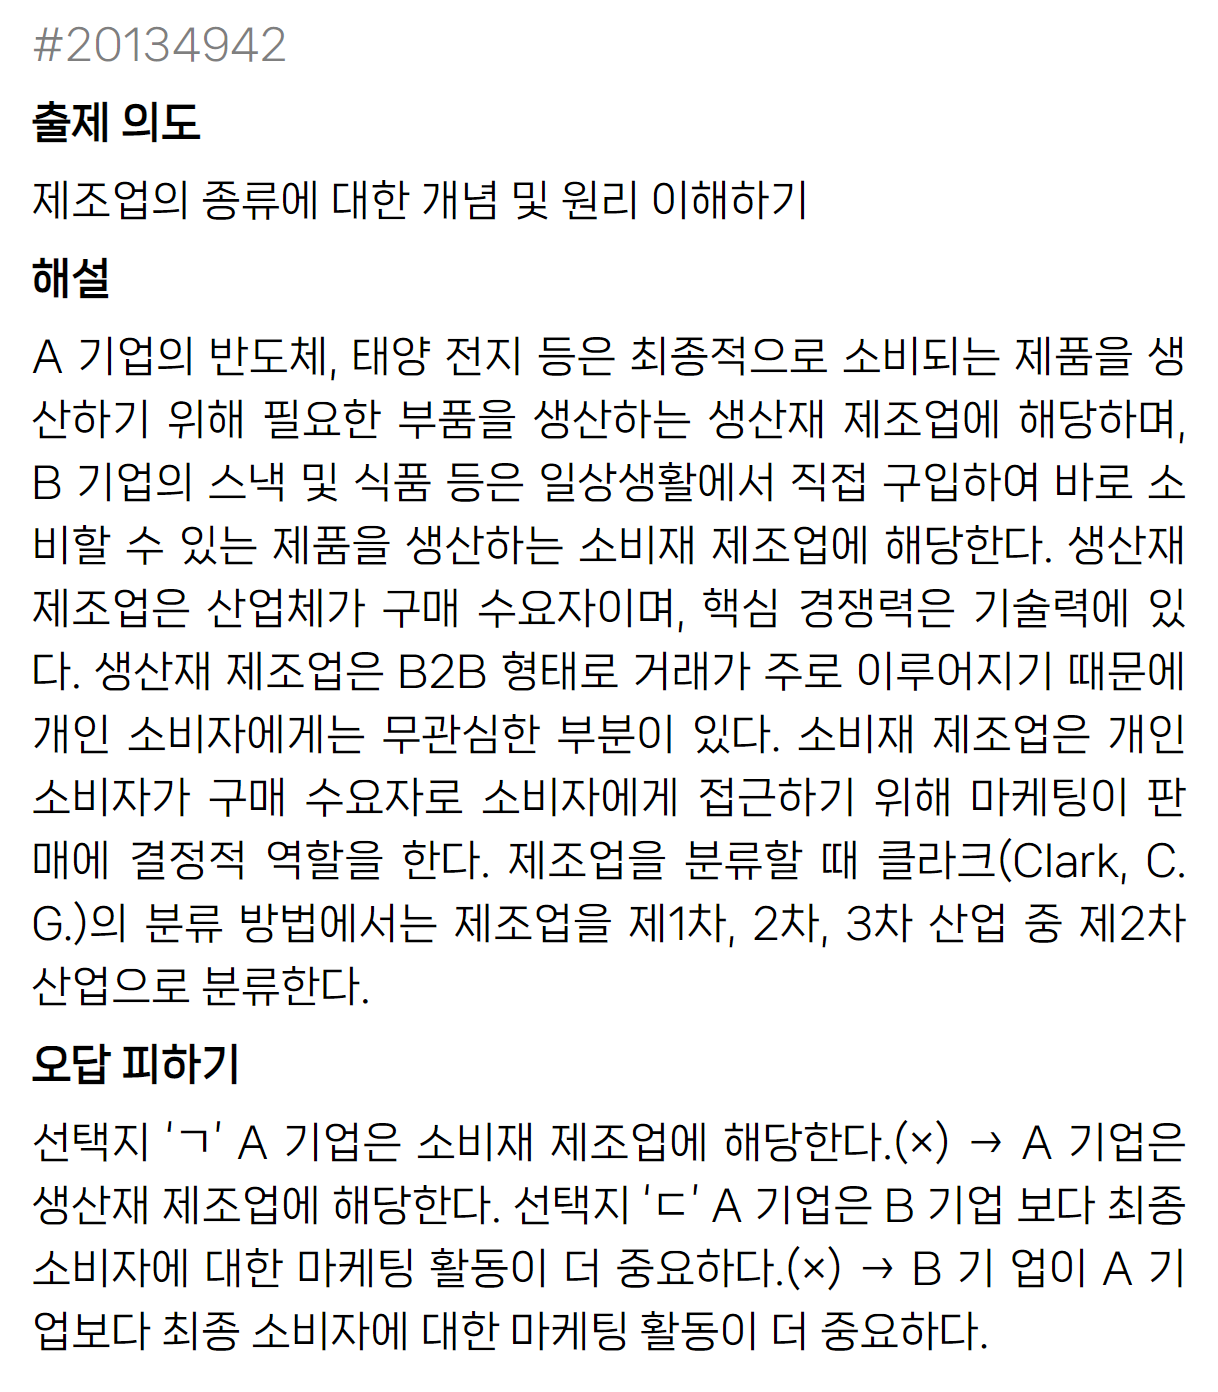 #20134942
출제 의도
제조업의 종류에 대한 개념 및 원리 이해하기
해설
A 기업의 반도체, 태양 전지 등은 최종적으로 소비되는 제품을 생
산하기 위해 필요한 부품을 생산하는 생산재 제조업에 해당하며,
B 기업의 스낵 및 식품 등은 일상생활에서 직접 구입하여 바로 소
비할 수 있는 제품을 생산하는 소비재 제조업에 해당한다. 생산재
제조업은 산업체가 구매 수요자이며, 핵심 경쟁력은 기술력에 있
다. 생산재 제조업은 B2B 형태로 거래가 주로 이루어지기 때문에
개인 소비자에게는 무관심한 부분이 있다. 소비재 제조업은 개인
소비자가 구매 수요자로 소비자에게 접근하기 위해 마케팅이 판
매에 결정적 역할을 한다. 제조업을 분류할 때 클라크(Clark, C.
G.)의 분류 방법에서는 제조업을 제1차, 2차, 3차 산업 중 제2차
산업으로 분류한다.
오답 피하기
선택지 ‘ㄱ’ A 기업은 소비재 제조업에 해당한다.(×) → A 기업은
생산재 제조업에 해당한다. 선택지 ‘ㄷ’ A 기업은 B 기업 보다 최종
소비자에 대한 마케팅 활동이 더 중요하다.(×) → B 기 업이 A 기
업보다 최종 소비자에 대한 마케팅 활동이 더 중요하다.